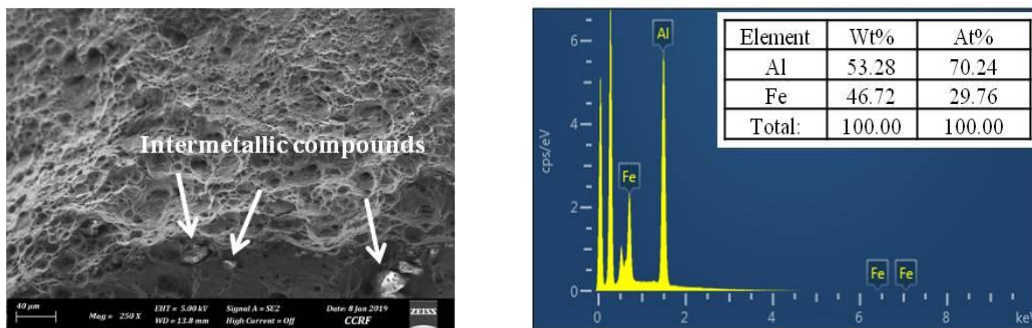 Intermetallic compounds
40 μm
Mag = 250 X
EHT = 5.00 kV
WD = 13.8 mm
Signal A = SE2
High Current = Off
Date: 8 Jan 2019
CCRF
ZEISS
cps/eV
6
4
2
0
Al
Fe
Fe
Fe
0
2
4
6
8
ke
Element Wt% At%
Al 53.28 70.24
Fe 46.72 29.76
Total: 100.00 100.00